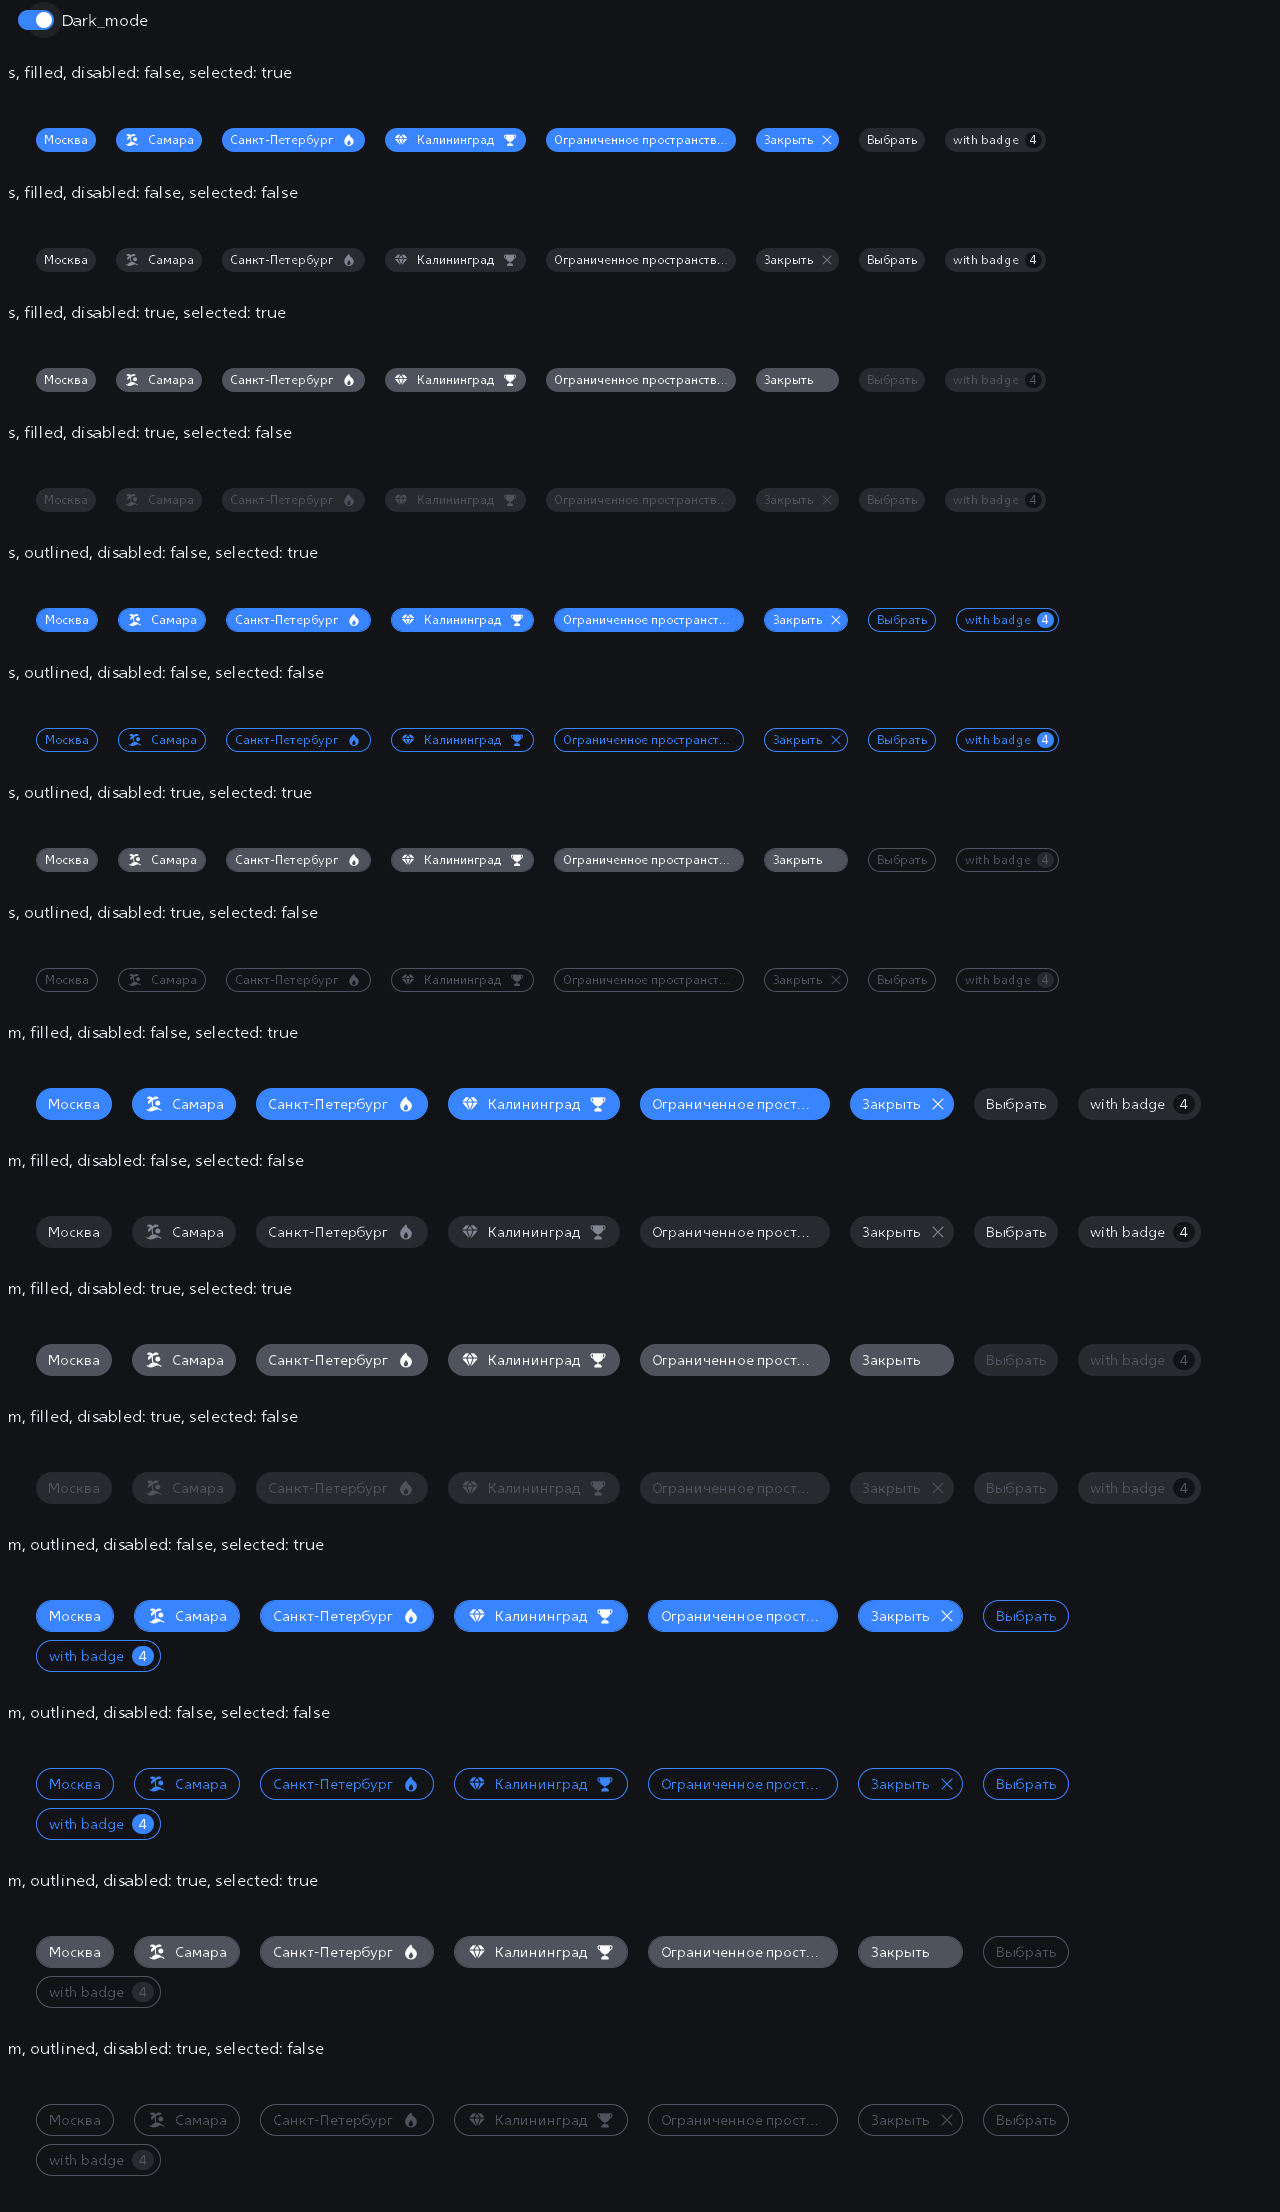 Dark_mode
s, filled, disabled: false, selected: true
Москва Самара Санкт-Петербург Калининград Ограниченное пространств... Закрыть Выбрать with badge 4
s, filled, disabled: false, selected: false
Москва Самара Санкт-Петербург Калининград Ограниченное пространств... Закрыть Выбрать with badge 4
s, filled, disabled: true, selected: true
Москва Самара Санкт-Петербург Калининград Ограниченное пространств... Закрыть Выбрать with badge 4
s, filled, disabled: true, selected: false
Москва Самара Санкт-Петербург Калининград Ограниченное пространств... Закрыть Выбрать with badge 4
s, outlined, disabled: false, selected: true
Москва Самара Санкт-Петербург Калининград Ограниченное пространст... Закрыть Выбрать with badge 4
s, outlined, disabled: false, selected: false
Москва Самара Санкт-Петербург Калининград Ограниченное пространст... Закрыть Выбрать with badge 4
s, outlined, disabled: true, selected: true
Москва Самара Санкт-Петербург Калининград Ограниченное пространст... Закрыть Выбрать with badge 4
s, outlined, disabled: true, selected: false
Москва Самара Санкт-Петербург Калининград Ограниченное пространст... Закрыть Выбрать with badge 4
m, filled, disabled: false, selected: true
Москва Самара Санкт-Петербург Калининград Ограниченное прост... Закрыть Выбрать with badge 4
m, filled, disabled: false, selected: false
Москва Самара Санкт-Петербург Калининград Ограниченное прост... Закрыть Выбрать with badge 4
m, filled, disabled: true, selected: true
Москва Самара Санкт-Петербург Калининград Ограниченное прост... Закрыть Выбрать with badge 4
m, filled, disabled: true, selected: false
Москва Самара Санкт-Петербург Калининград Ограниченное прост... Закрыть Выбрать with badge 4
m, outlined, disabled: false, selected: true
Москва Самара Санкт-Петербург Калининград Ограниченное прост... Закрыть Выбрать
with badge 4
m, outlined, disabled: false, selected: false
Москва Самара Санкт-Петербург Калининград Ограниченное прост... Закрыть Выбрать
with badge 4
m, outlined, disabled: true, selected: true
Москва Самара Санкт-Петербург Калининград Ограниченное прост... Закрыть Выбрать
with badge 4
m, outlined, disabled: true, selected: false
Москва Самара Санкт-Петербург Калининград Ограниченное прост... Закрыть Выбрать
with badge 4